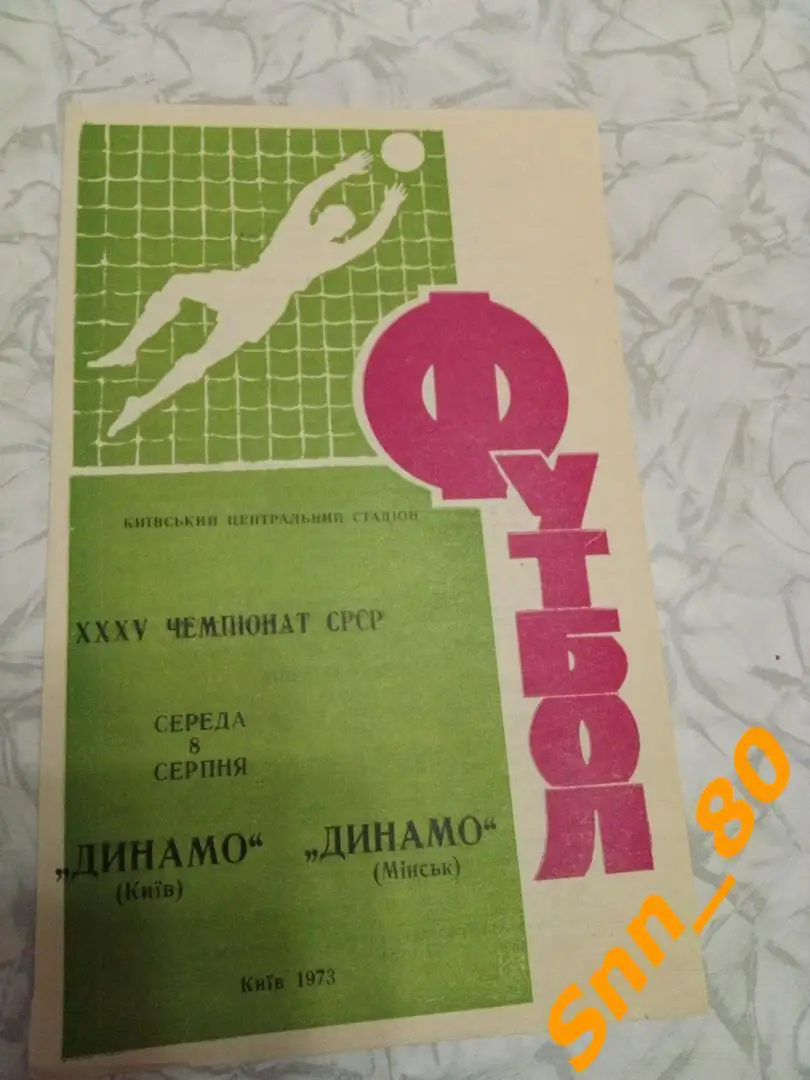 ФУТБОЛ
КИЇВСЬКИЙ ЦЕНТРАЛЬНИЙ СТАДІОН
XXXV ЧЕМПІОНАТ СРСР
СЕРЕДА
8
СЕРПНЯ
„ДИНАМО“
(Київ)
„ДИНАМО“
(Мінськ)
Київ 1973
Snn_80